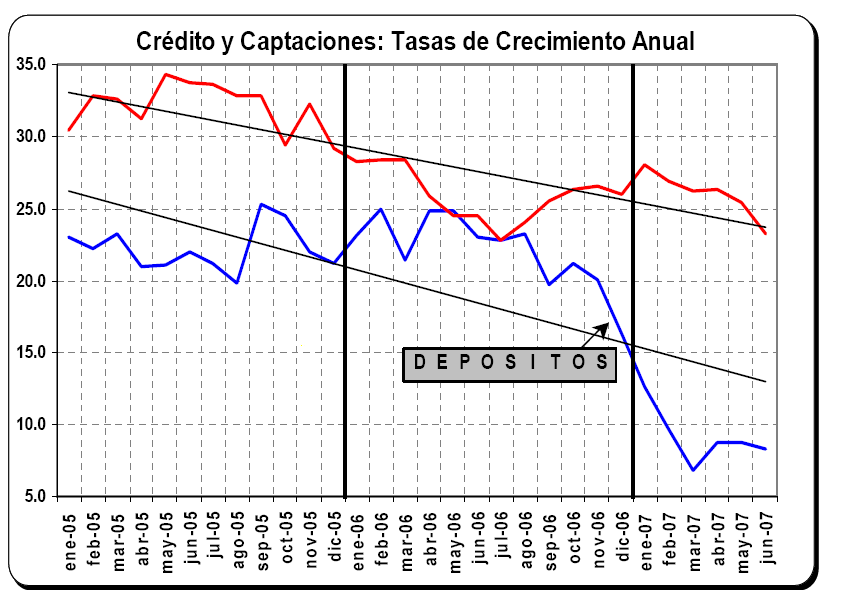 Crédito y Captaciones: Tasas de Crecimiento Anual
35.0
30.0
25.0
20.0
15.0
10.0
5.0
DEPOSITOS
ene-05
feb-05
mar-05
abr-05
may-05
jun-05
jul-05
ago-05
sep-05
oct-05
nov-05
dic-05
ene-06
feb-06
mar-06
abr-06
may-06
jun-06
jul-06
ago-06
sep-06
oct-06
nov-06
dic-06
ene-07
feb-07
mar-07
abr-07
may-07
jun-07